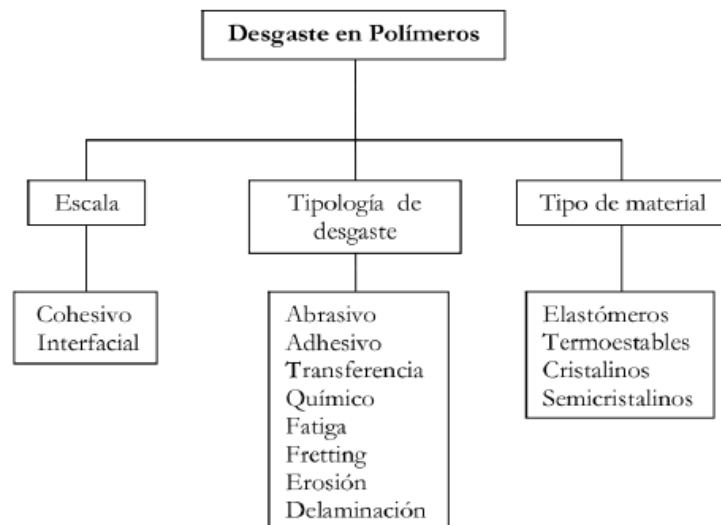 Desgaste en Polímeros
Escala
Tipología de
desgaste
Tipo de material
Cohesivo
Interfacial
Abrasivo
Adhesivo
Transferencia
Químico
Fatiga
Fretting
Erosión
Delaminación
Elastómeros
Termoestables
Cristalinos
Semicristalinos